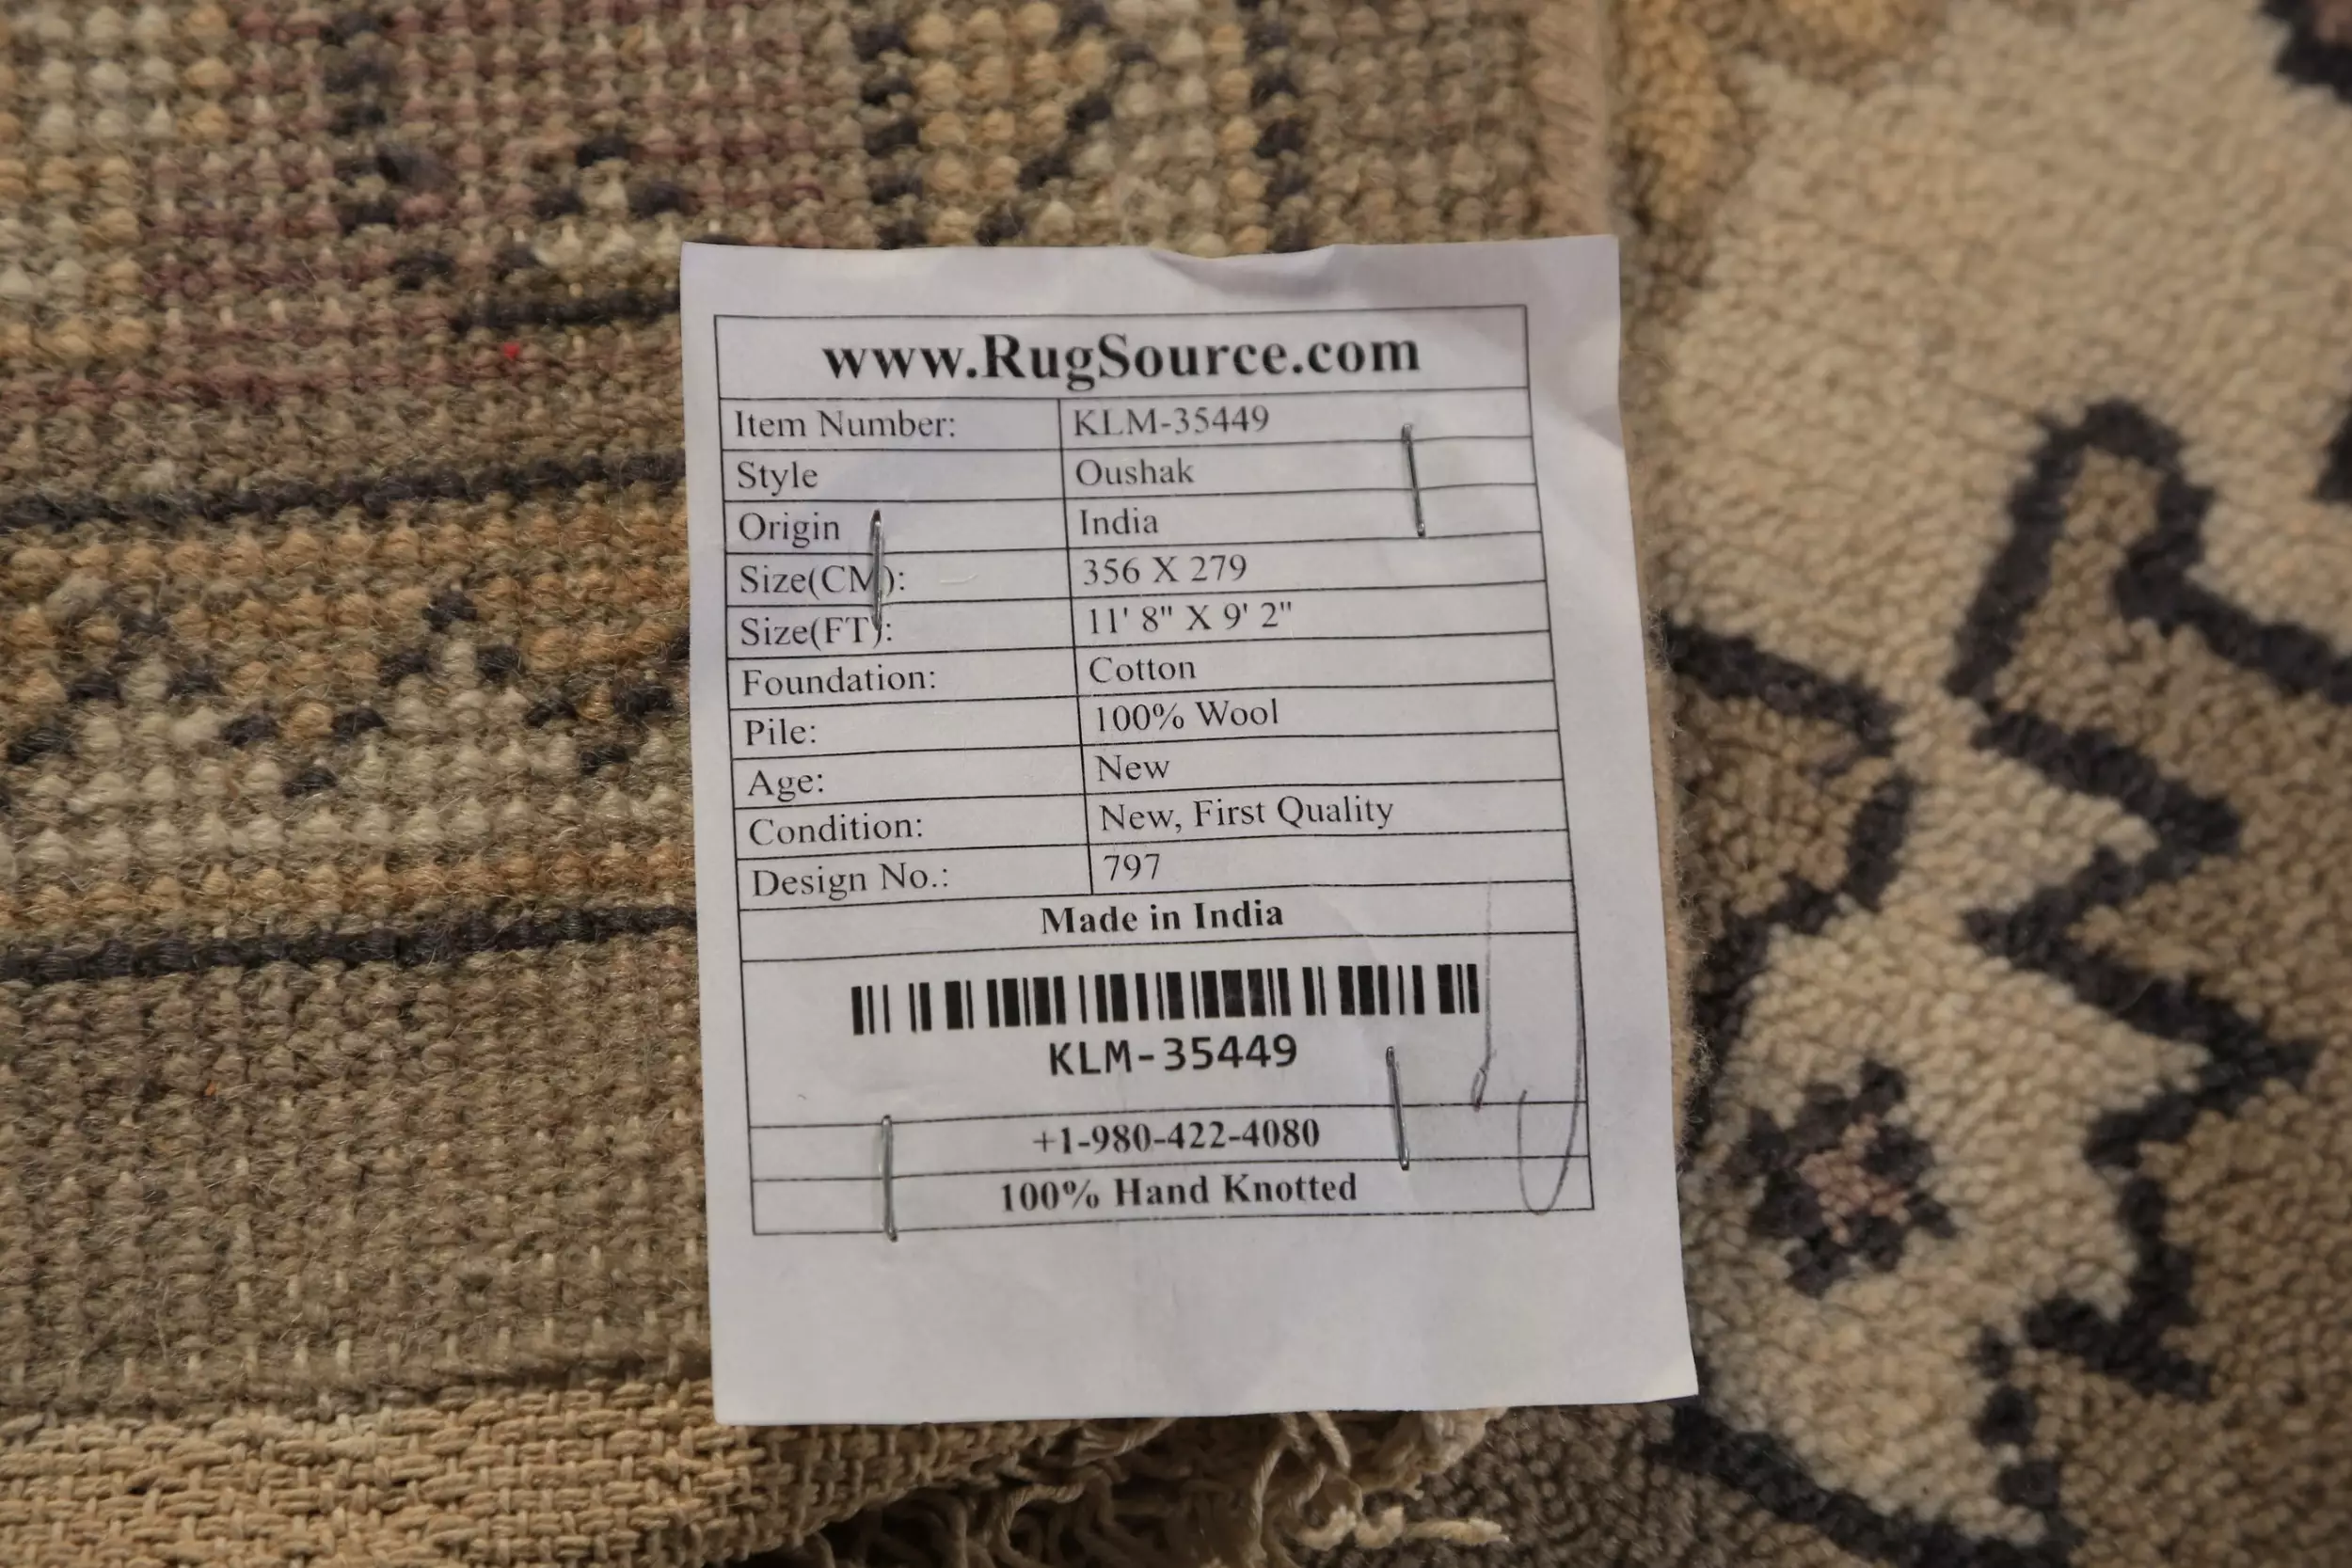 www.RugSource.com
Item Number: KLM-35449
Style Oushak
Origin India
Size(CM): 356 X 279
Size(FT): 11' 8" X 9' 2"
Foundation: Cotton
Pile: 100% Wool
Age: New
Condition: New, First Quality
Design No.: 797
Made in India
KLM-35449
+1-980-422-4080
100% Hand Knotted